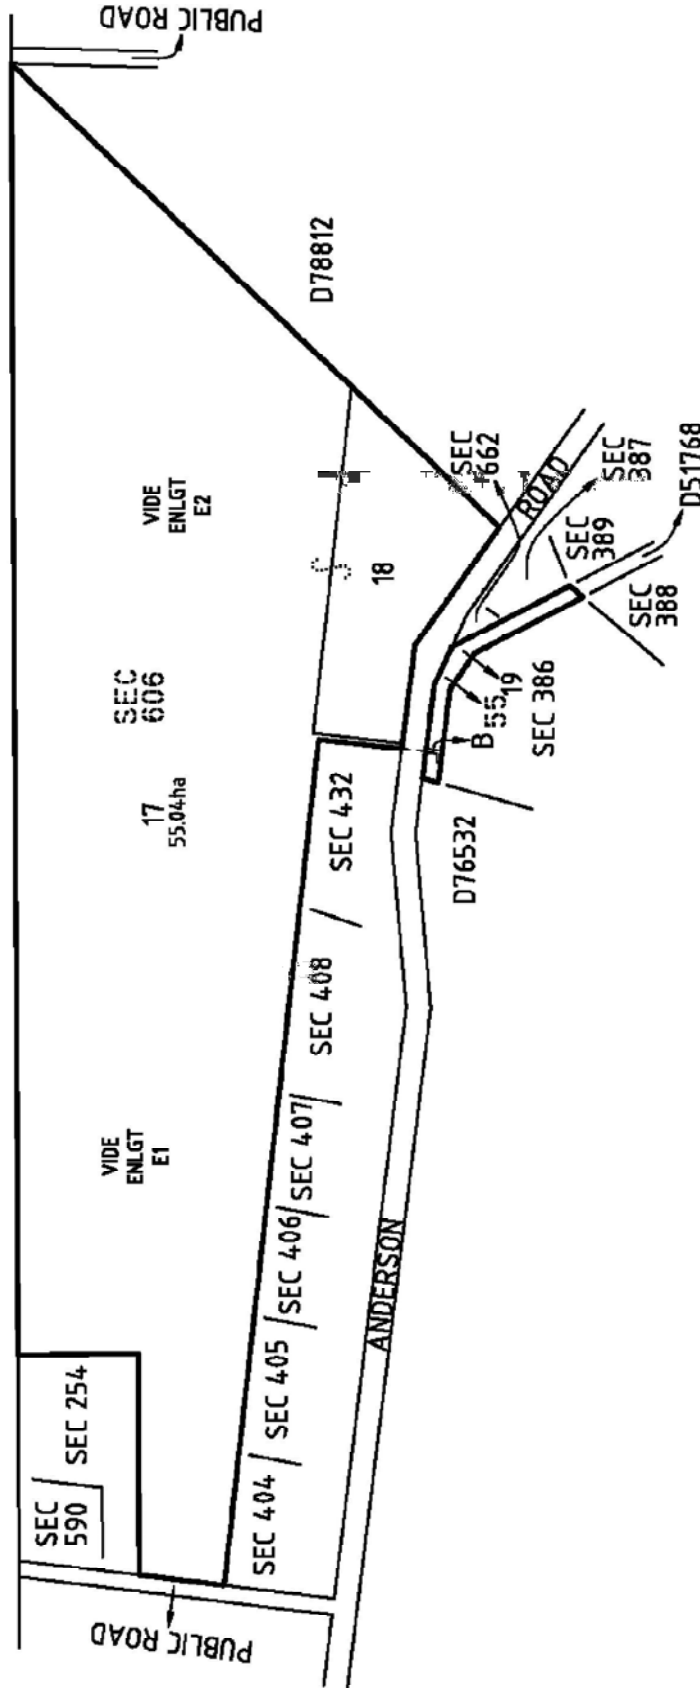 PUBLIC ROAD
D78812
VIDE
ENLGT
E2
SEC
662
ROAD
SEC
387
SEC
389
D51768
SEC
388
18
S
SEC
606
19
55
SEC 386
B
17
55.04ha
SEC 432
D76532
SEC 408
VIDE
ENLGT
E1
SEC 407
SEC 406
ANDERSON
SEC 405
SEC 254
SEC 404
SEC
590
PUBLIC ROAD